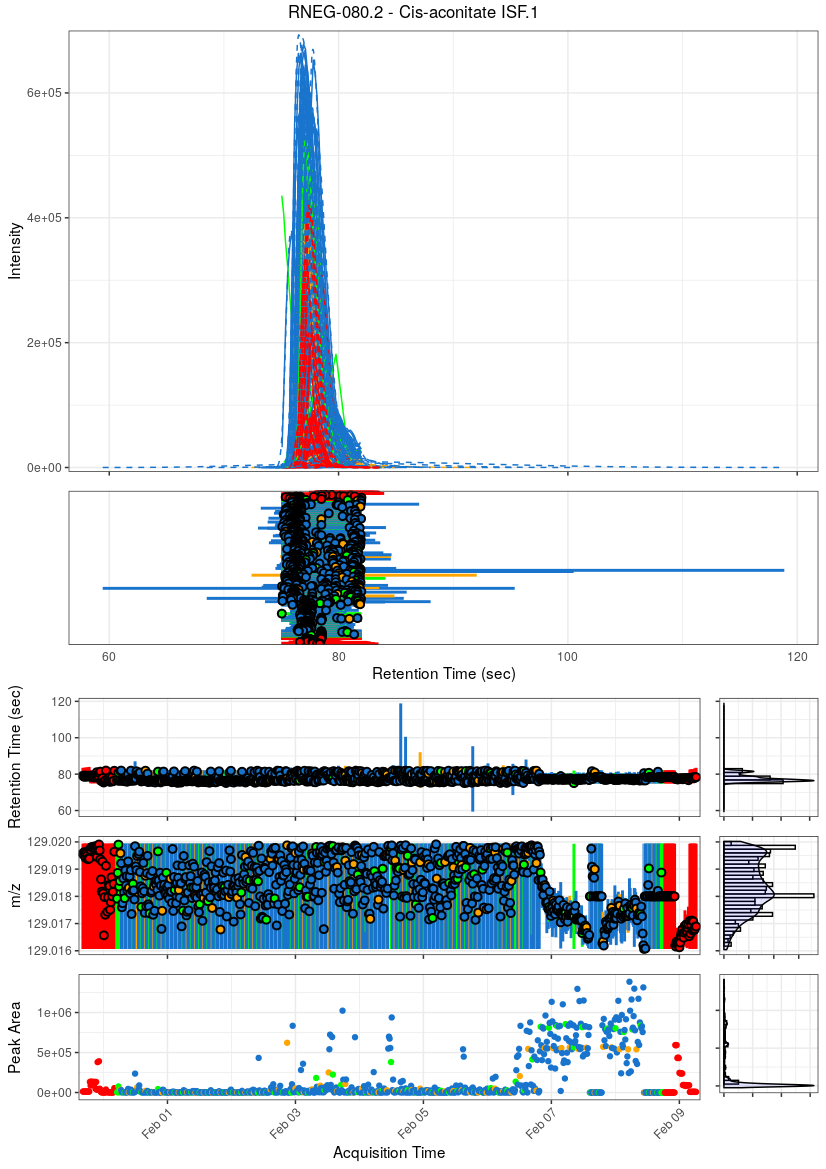 RNEG-080.2 - Cis-aconitate ISF.1
6e+05
4e+05
2e+05
0e+00
Intensity
60 80 100 120
Retention Time (sec)
120
100
80
60
Retention Time (sec)
129.020
129.019
129.018
129.017
129.016
m/z
1e+06
5e+05
0e+00
Peak Area
Feb 01 Feb 03 Feb 05 Feb 07 Feb 09
Acquisition Time